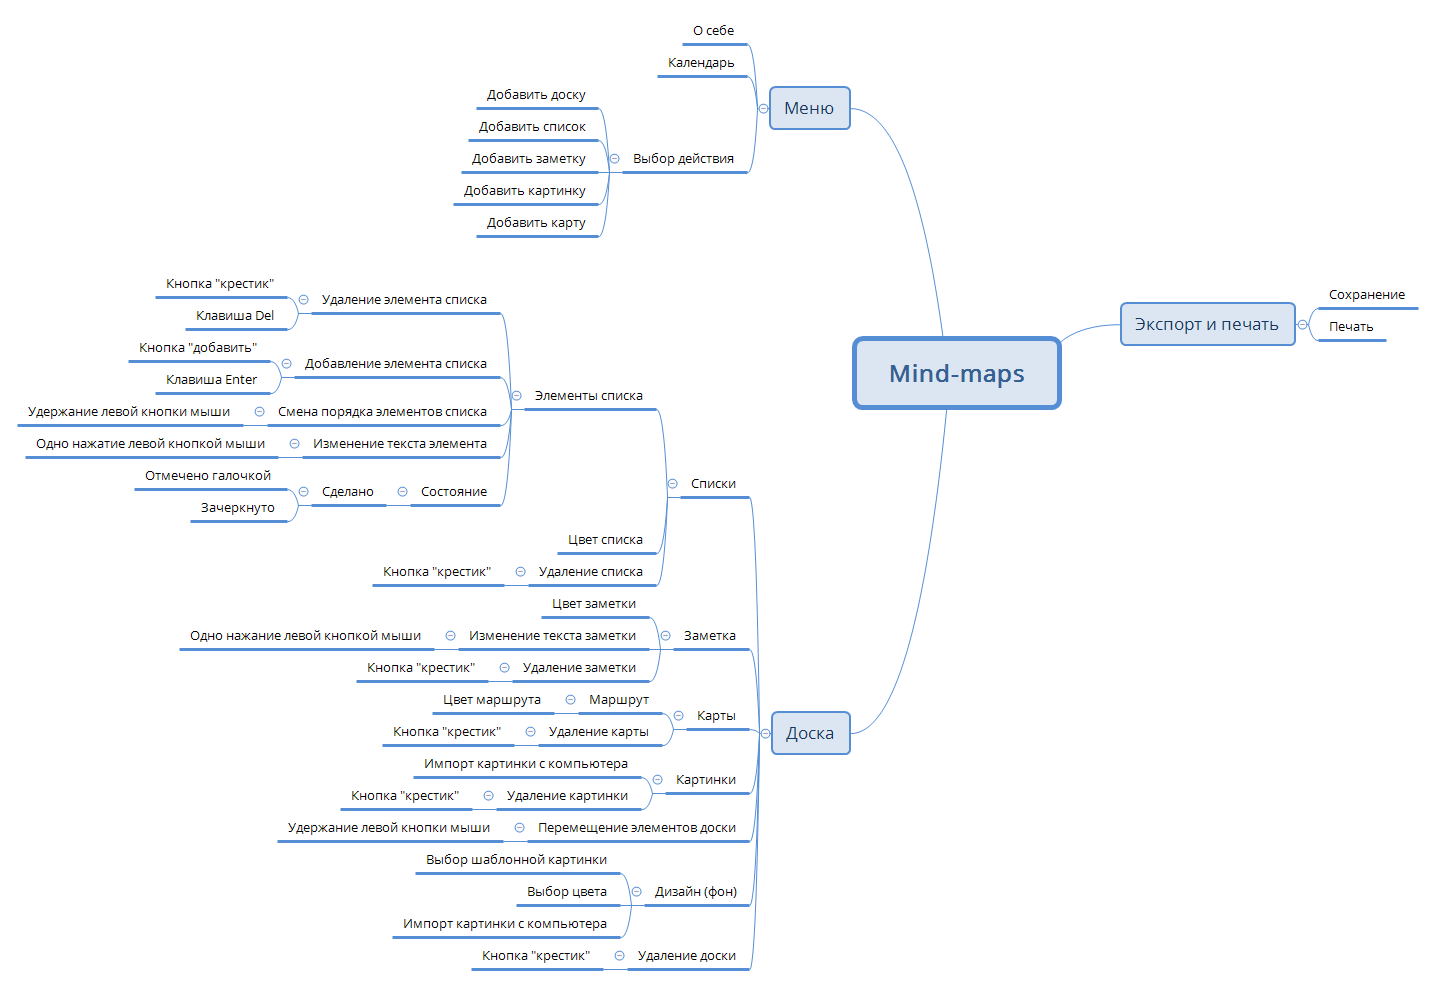 О себе
Календарь
Меню
Добавить доску
Добавить список
Добавить заметку
Выбор действия
Добавить картинку
Добавить карту
Кнопка "крестик"
Удаление элемента списка
Клавиша Del
Кнопка "добавить"
Добавление элемента списка
Клавиша Enter
Элементы списка
Удержание левой кнопки мыши
Смена порядка элементов списка
Одно нажатие левой кнопкой мыши
Изменение текста элемента
Отмечено галочкой
Сделано
Состояние
Зачеркнуто
Списки
Цвет списка
Кнопка "крестик"
Удаление списка
Цвет заметки
Одно нажание левой кнопкой мыши
Изменение текста заметки
Заметка
Кнопка "крестик"
Удаление заметки
Цвет маршрута
Маршрут
Карты
Кнопка "крестик"
Удаление карты
Доска
Импорт картинки с компьютера
Картинки
Кнопка "крестик"
Удаление картинки
Удержание левой кнопки мыши
Перемещение элементов доски
Выбор шаблонной картинки
Выбор цвета
Дизайн (фон)
Импорт картинки с компьютера
Кнопка "крестик"
Удаление доски
Mind-maps
Экспорт и печать
Сохранение
Печать